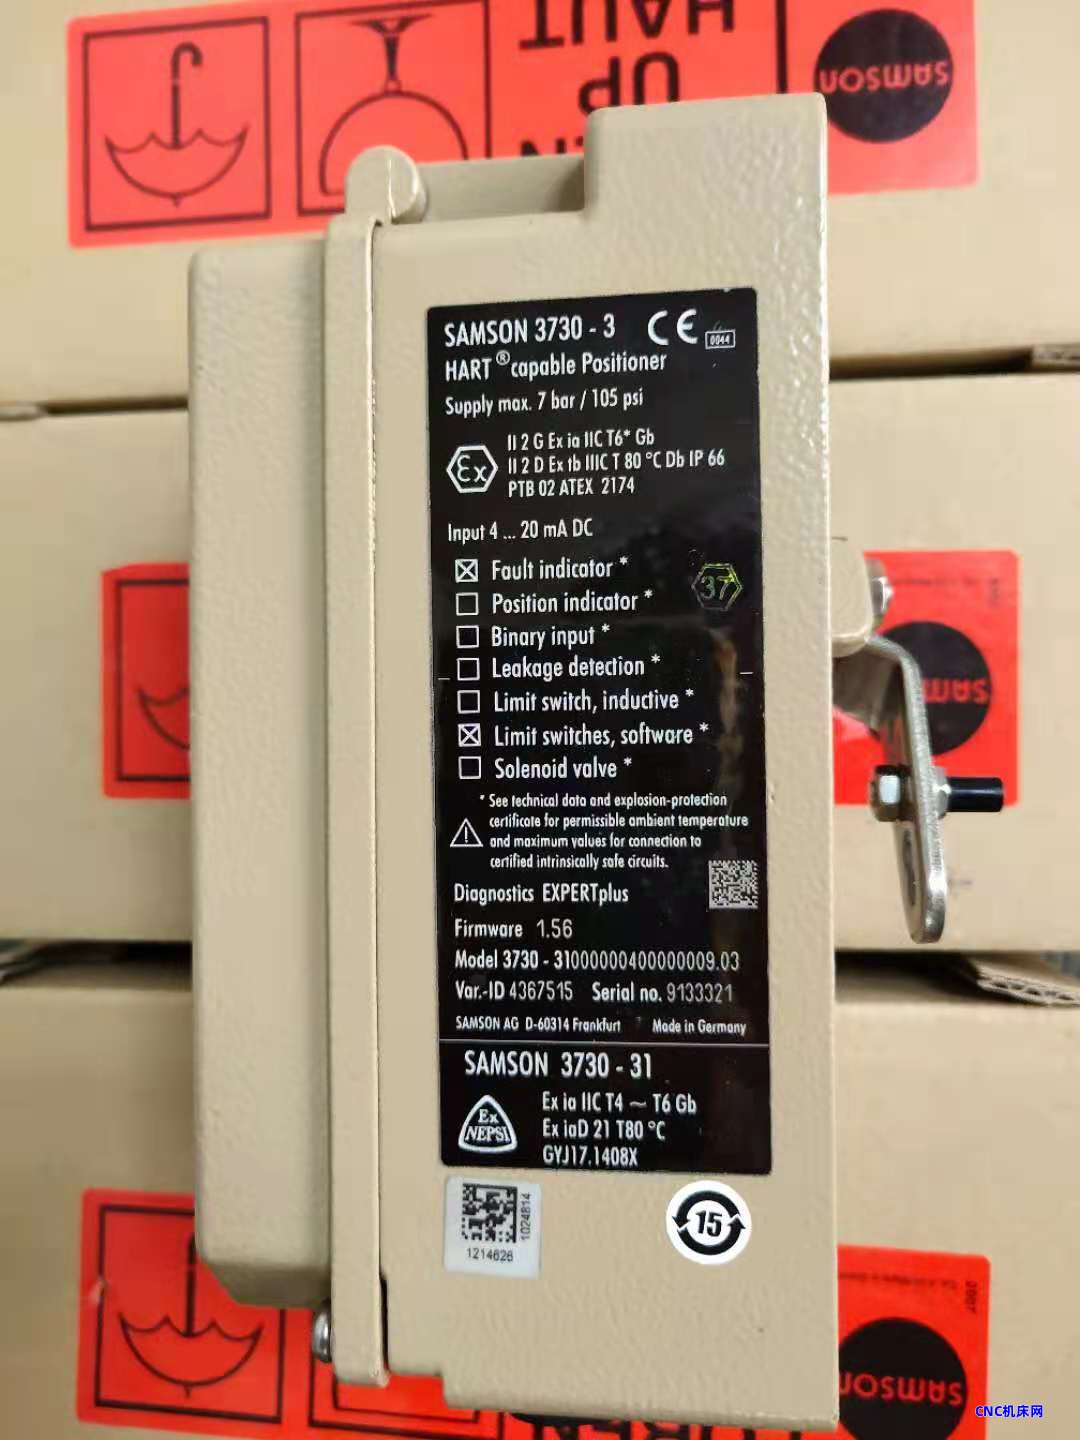 HAUT
UP
SAMSON
SAMSON 3730 - 3 CE 0044
HART® capable Positioner
Supply max. 7 bar / 105 psi
Ex
II 2 G Ex ia IIC T6* Gb
II 2 D Ex tb IIIC T 80 °C Db IP 66
PTB 02 ATEX 2174
Input 4 ... 20 mA DC
☒ Fault indicator *
37
☐ Position indicator *
☐ Binary input *
☐ Leakage detection *
☐ Limit switch, inductive *
☒ Limit switches, software *
☐ Solenoid valve *
* See technical data and explosion-protection
certificate for permissible ambient temperature
and maximum values for connection to
certified intrinsically safe circuits.
Diagnostics EXPERTplus
Firmware 1.56
Model 3730 - 31000000400000009.03
Var.-ID 4367515 Serial no. 9133321
SAMSON AG D-60314 Frankfurt Made in Germany
SAMSON 3730 - 31
Ex
NEPSI
Ex ia IIC T4 ～ T6 Gb
Ex iaD 21 T80 °C
GYJ17.1408X
1024814
1214626
15
SAMSON
SAMSON
CNC机床网